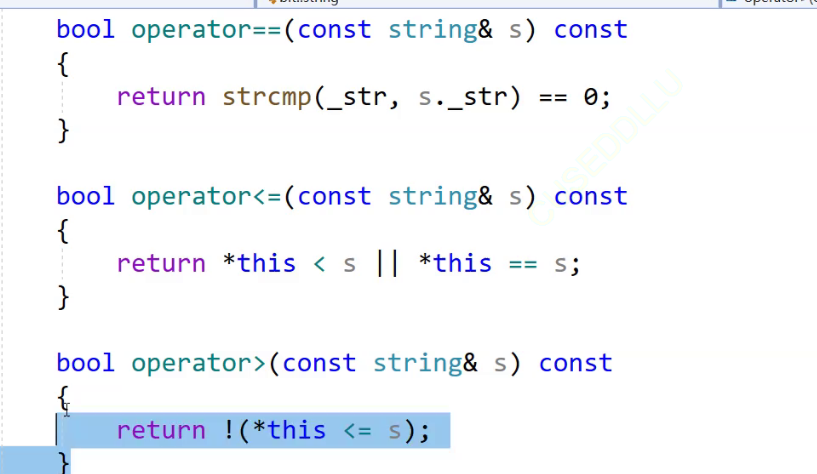 bool operator==(const string& s) const
{
    return strcmp(_str, s._str) == 0;
}
bool operator<=(const string& s) const
{
    return *this < s || *this == s;
}
bool operator>(const string& s) const
{
    return !(*this <= s);
}